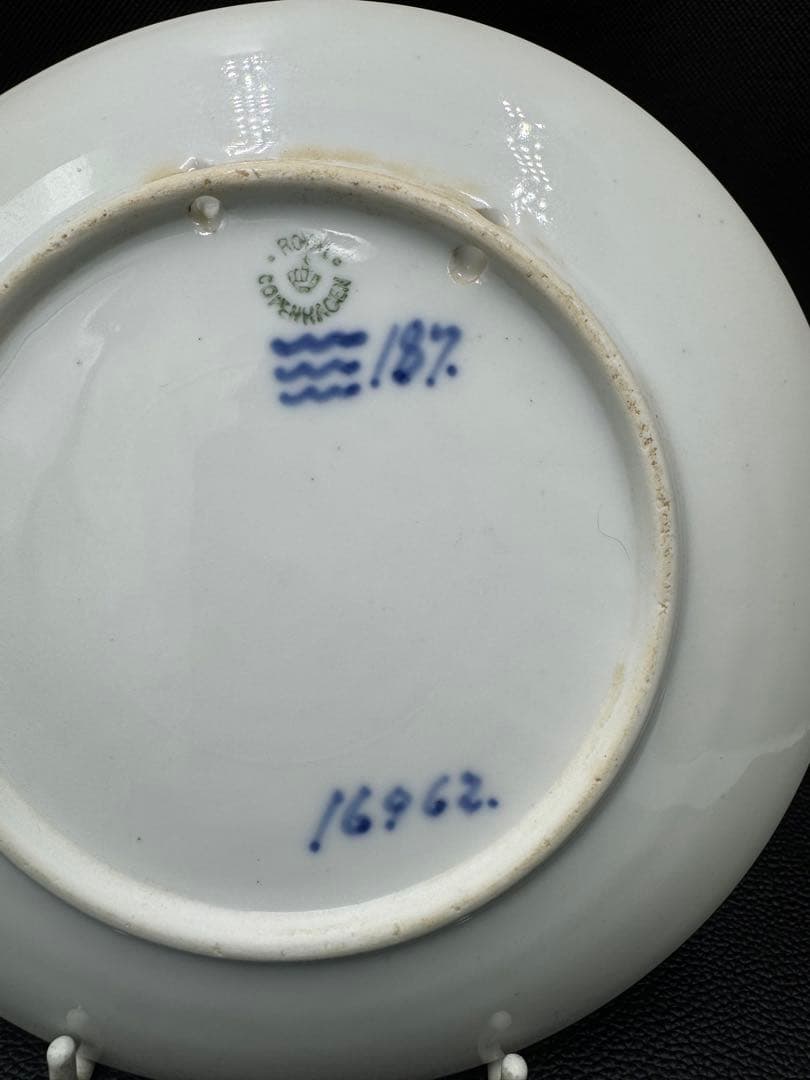 ROYAL
COPENHAGEN
187.
16962.